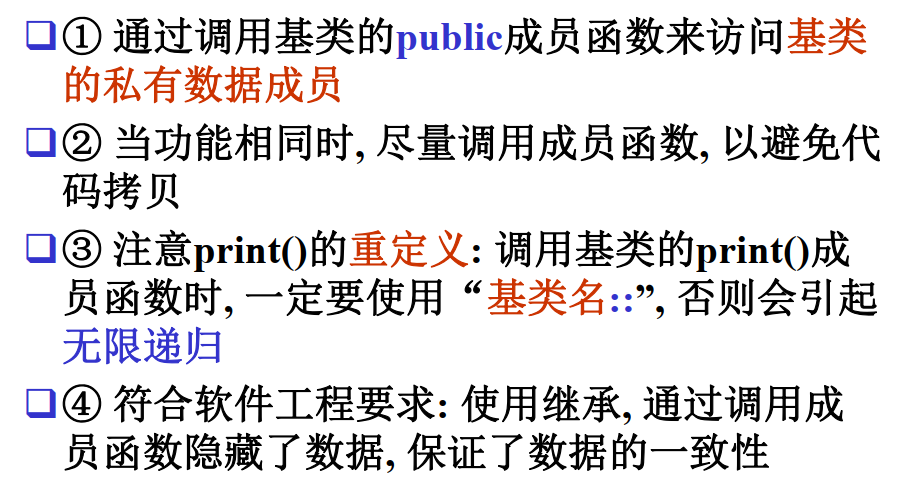 ① 通过调用基类的public成员函数来访问基类
的私有数据成员
② 当功能相同时, 尽量调用成员函数, 以避免代
码拷贝
③ 注意print()的重定义: 调用基类的print()成
员函数时, 一定要使用“基类名::”, 否则会引起
无限递归
④ 符合软件工程要求: 使用继承, 通过调用成
员函数隐藏了数据, 保证了数据的一致性